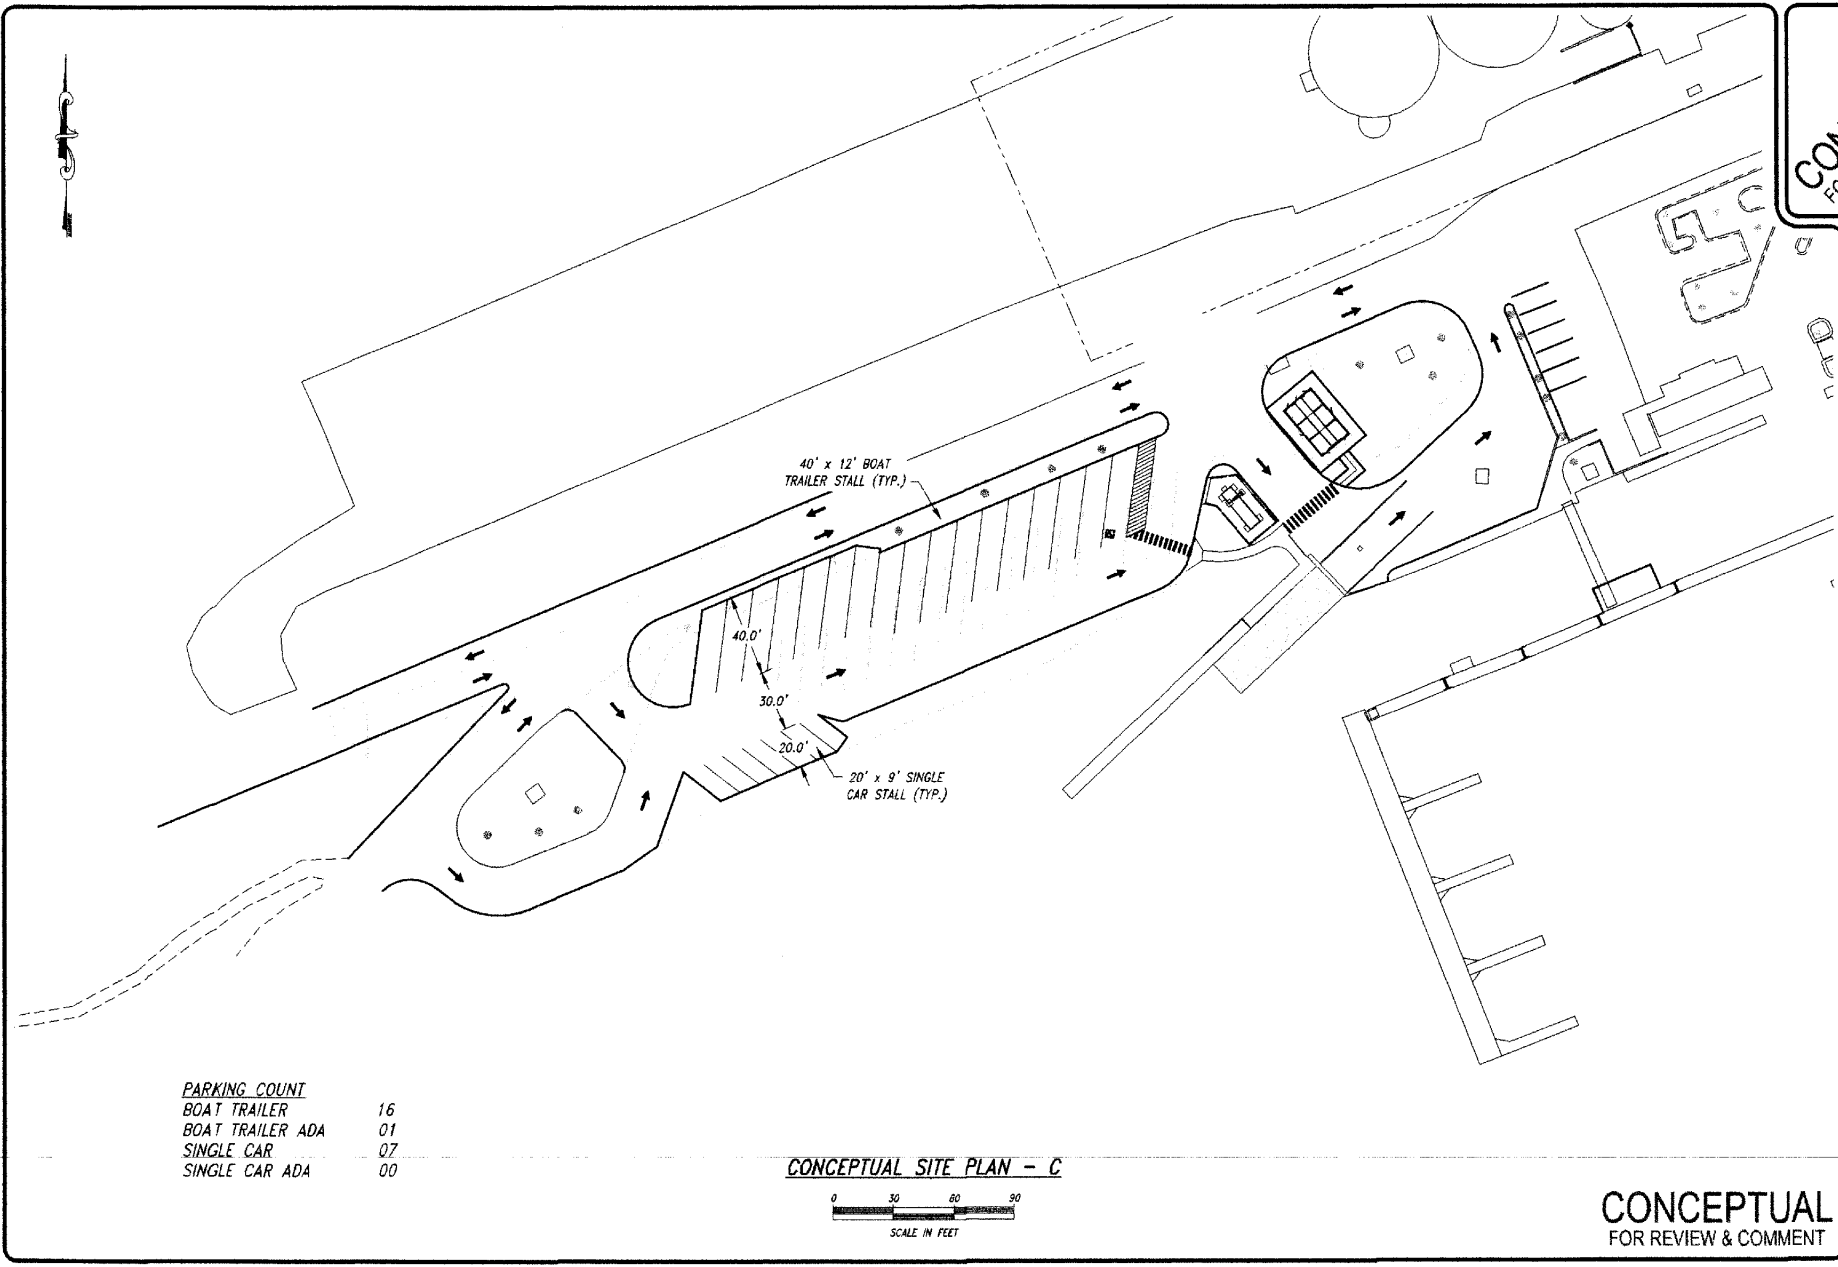 40' x 12' BOAT
TRAILER STALL (TYP.)
40.0'
30.0'
20.0'
20' x 9' SINGLE
CAR STALL (TYP.)
PARKING COUNT
BOAT TRAILER 16
BOAT TRAILER ADA 01
SINGLE CAR 07
SINGLE CAR ADA 00
CONCEPTUAL SITE PLAN - C
0 30 60 90
SCALE IN FEET
CONCEPTUAL
FOR REVIEW & COMMENT